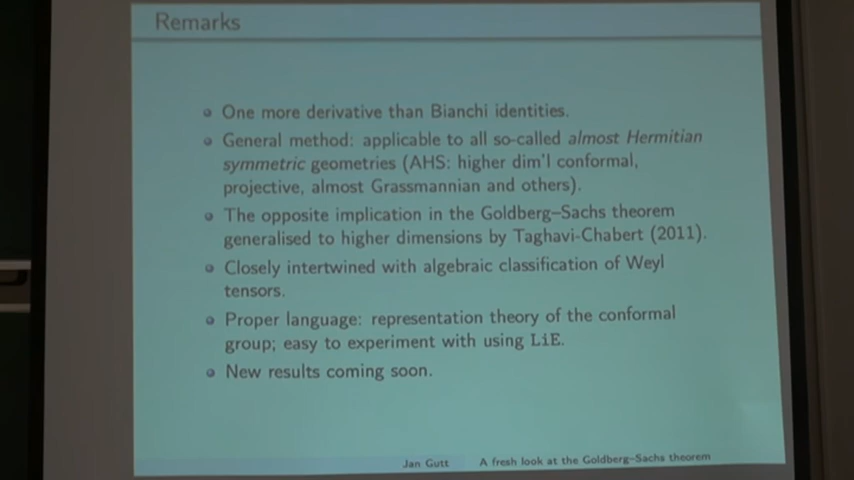 Remarks
One more derivative than Bianchi identities.
General method: applicable to all so-called almost Hermitian
symmetric geometries (AHS: higher dim'l conformal,
projective, almost Grassmannian and others).
The opposite implication in the Goldberg–Sachs theorem
generalised to higher dimensions by Taghavi-Chabert (2011).
Closely intertwined with algebraic classification of Weyl
tensors.
Proper language: representation theory of the conformal
group; easy to experiment with using LiE.
New results coming soon.
Jan Gutt A fresh look at the Goldberg–Sachs theorem